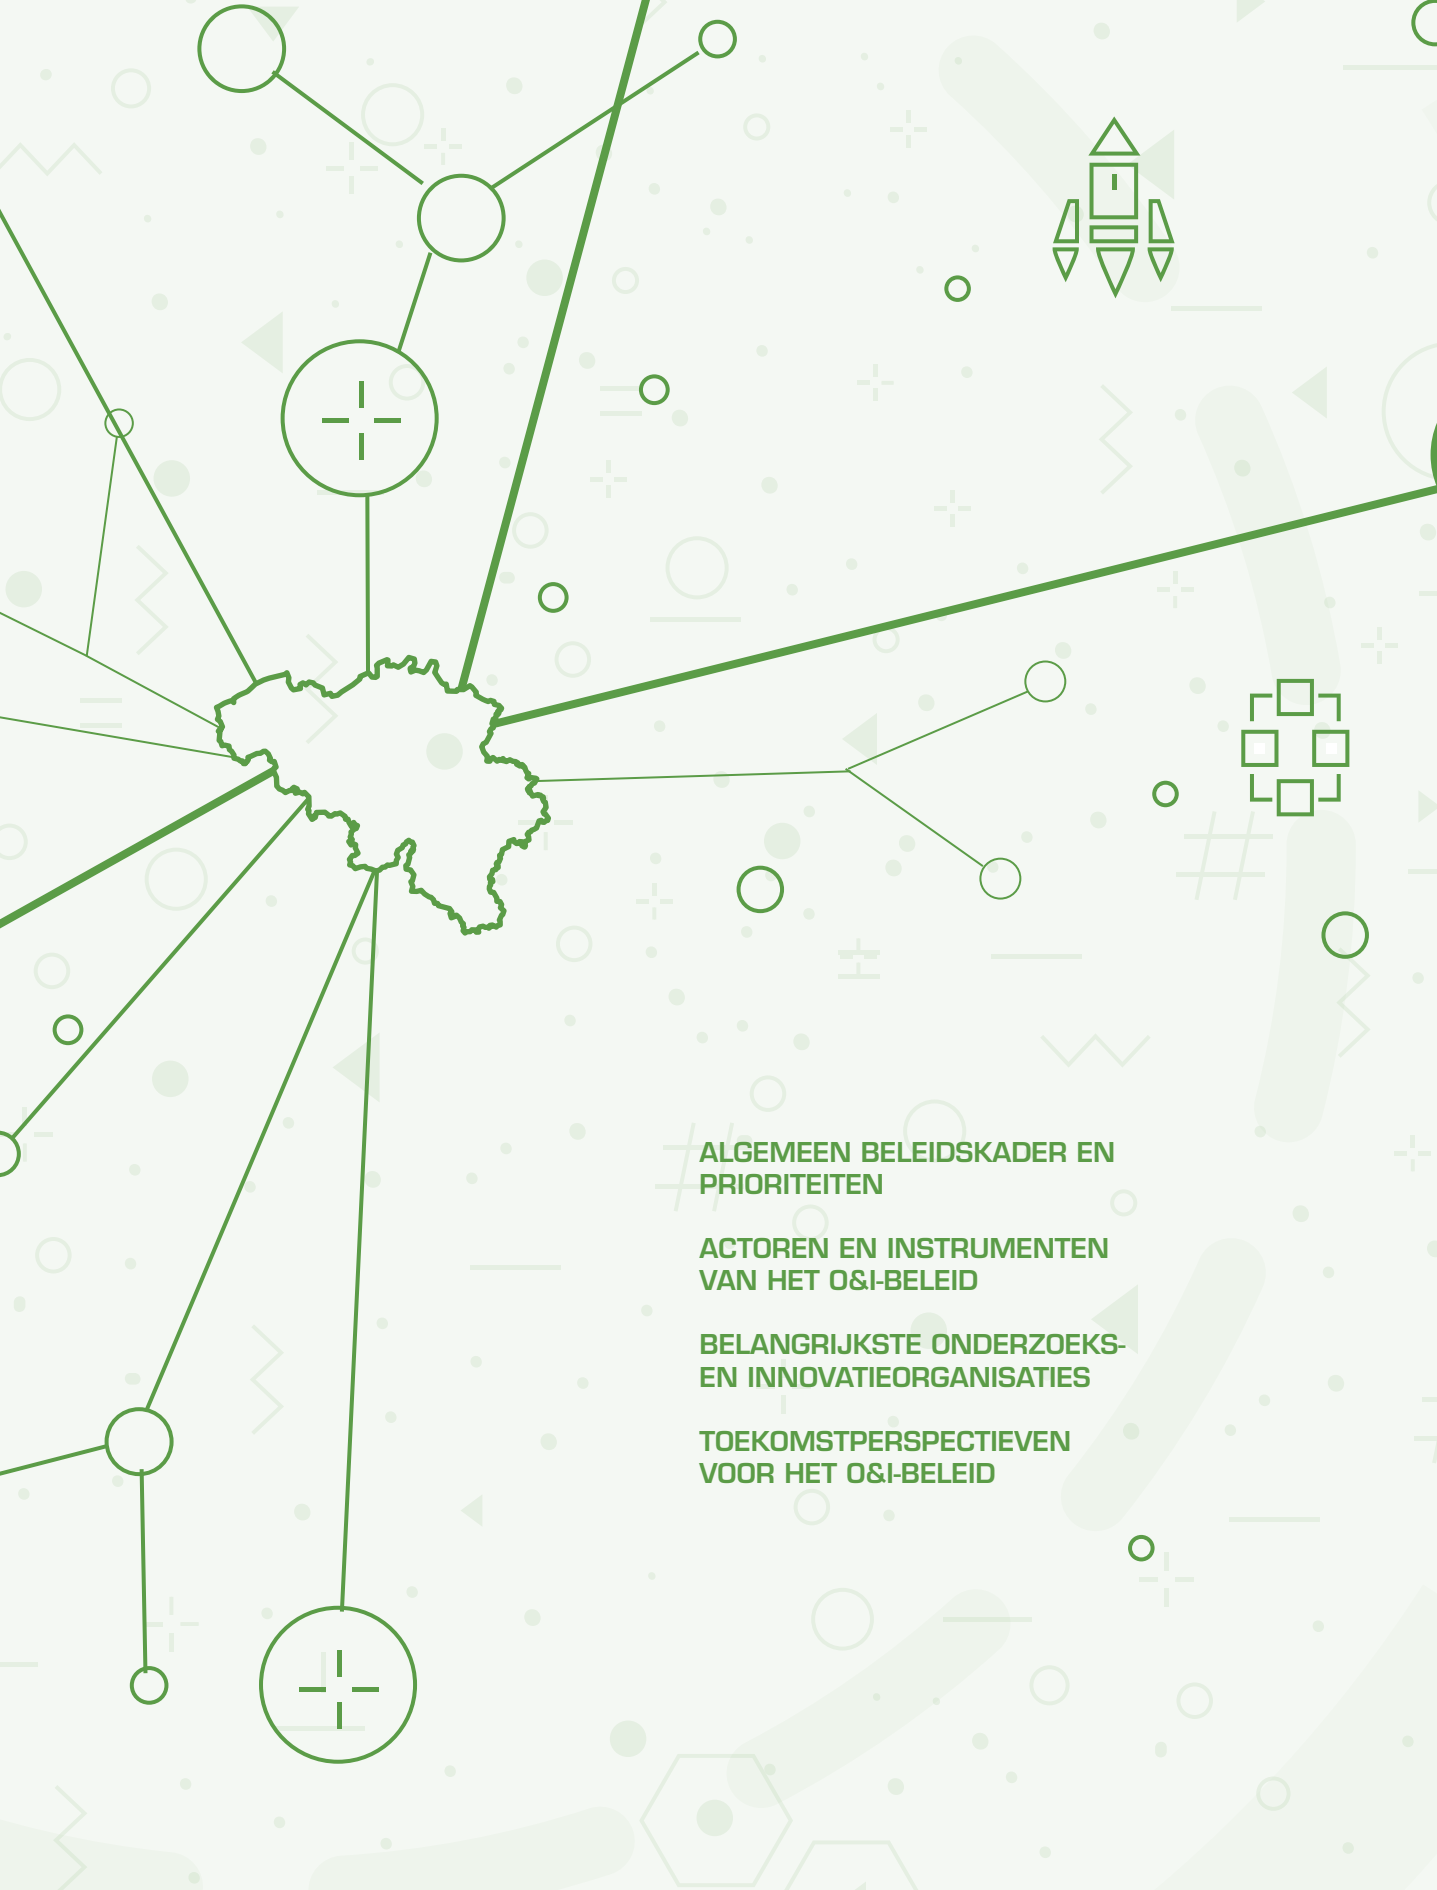 ALGEMEEN BELEIDSKADER EN
PRIORITEITEN
ACTOREN EN INSTRUMENTEN
VAN HET O&I-BELEID
BELANGRIJKSTE ONDERZOEKS-
EN INNOVATIEORGANISATIES
TOEKOMSTPERSPECTIEVEN
VOOR HET O&I-BELEID